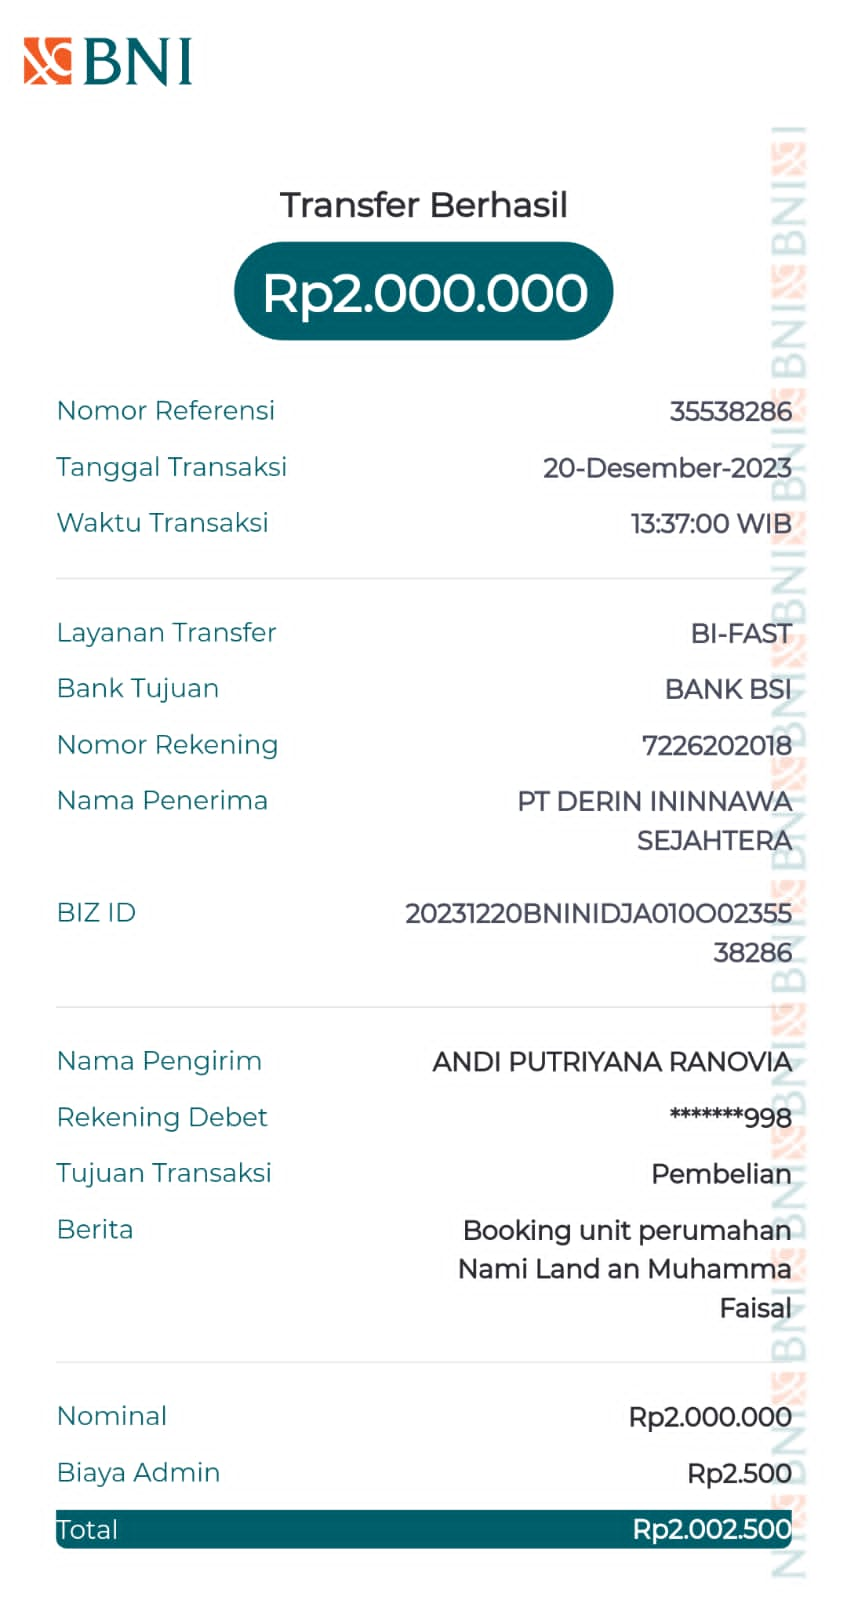 BNI
Transfer Berhasil
Rp2.000.000
Nomor Referensi 35538286
Tanggal Transaksi 20-Desember-2023
Waktu Transaksi 13:37:00 WIB
Layanan Transfer BI-FAST
Bank Tujuan BANK BSI
Nomor Rekening 7226202018
Nama Penerima PT DERIN ININNAWA
SEJAHTERA
BIZ ID 20231220BNINIDJA010O02355
38286
Nama Pengirim ANDI PUTRIYANA RANOVIA
Rekening Debet *******998
Tujuan Transaksi Pembelian
Berita Booking unit perumahan
Nami Land an Muhamma
Faisal
Nominal Rp2.000.000
Biaya Admin Rp2.500
Total Rp2.002.500
BNI BNI BNI BNI BNI BNI BNI BNI BNI BNI BNI